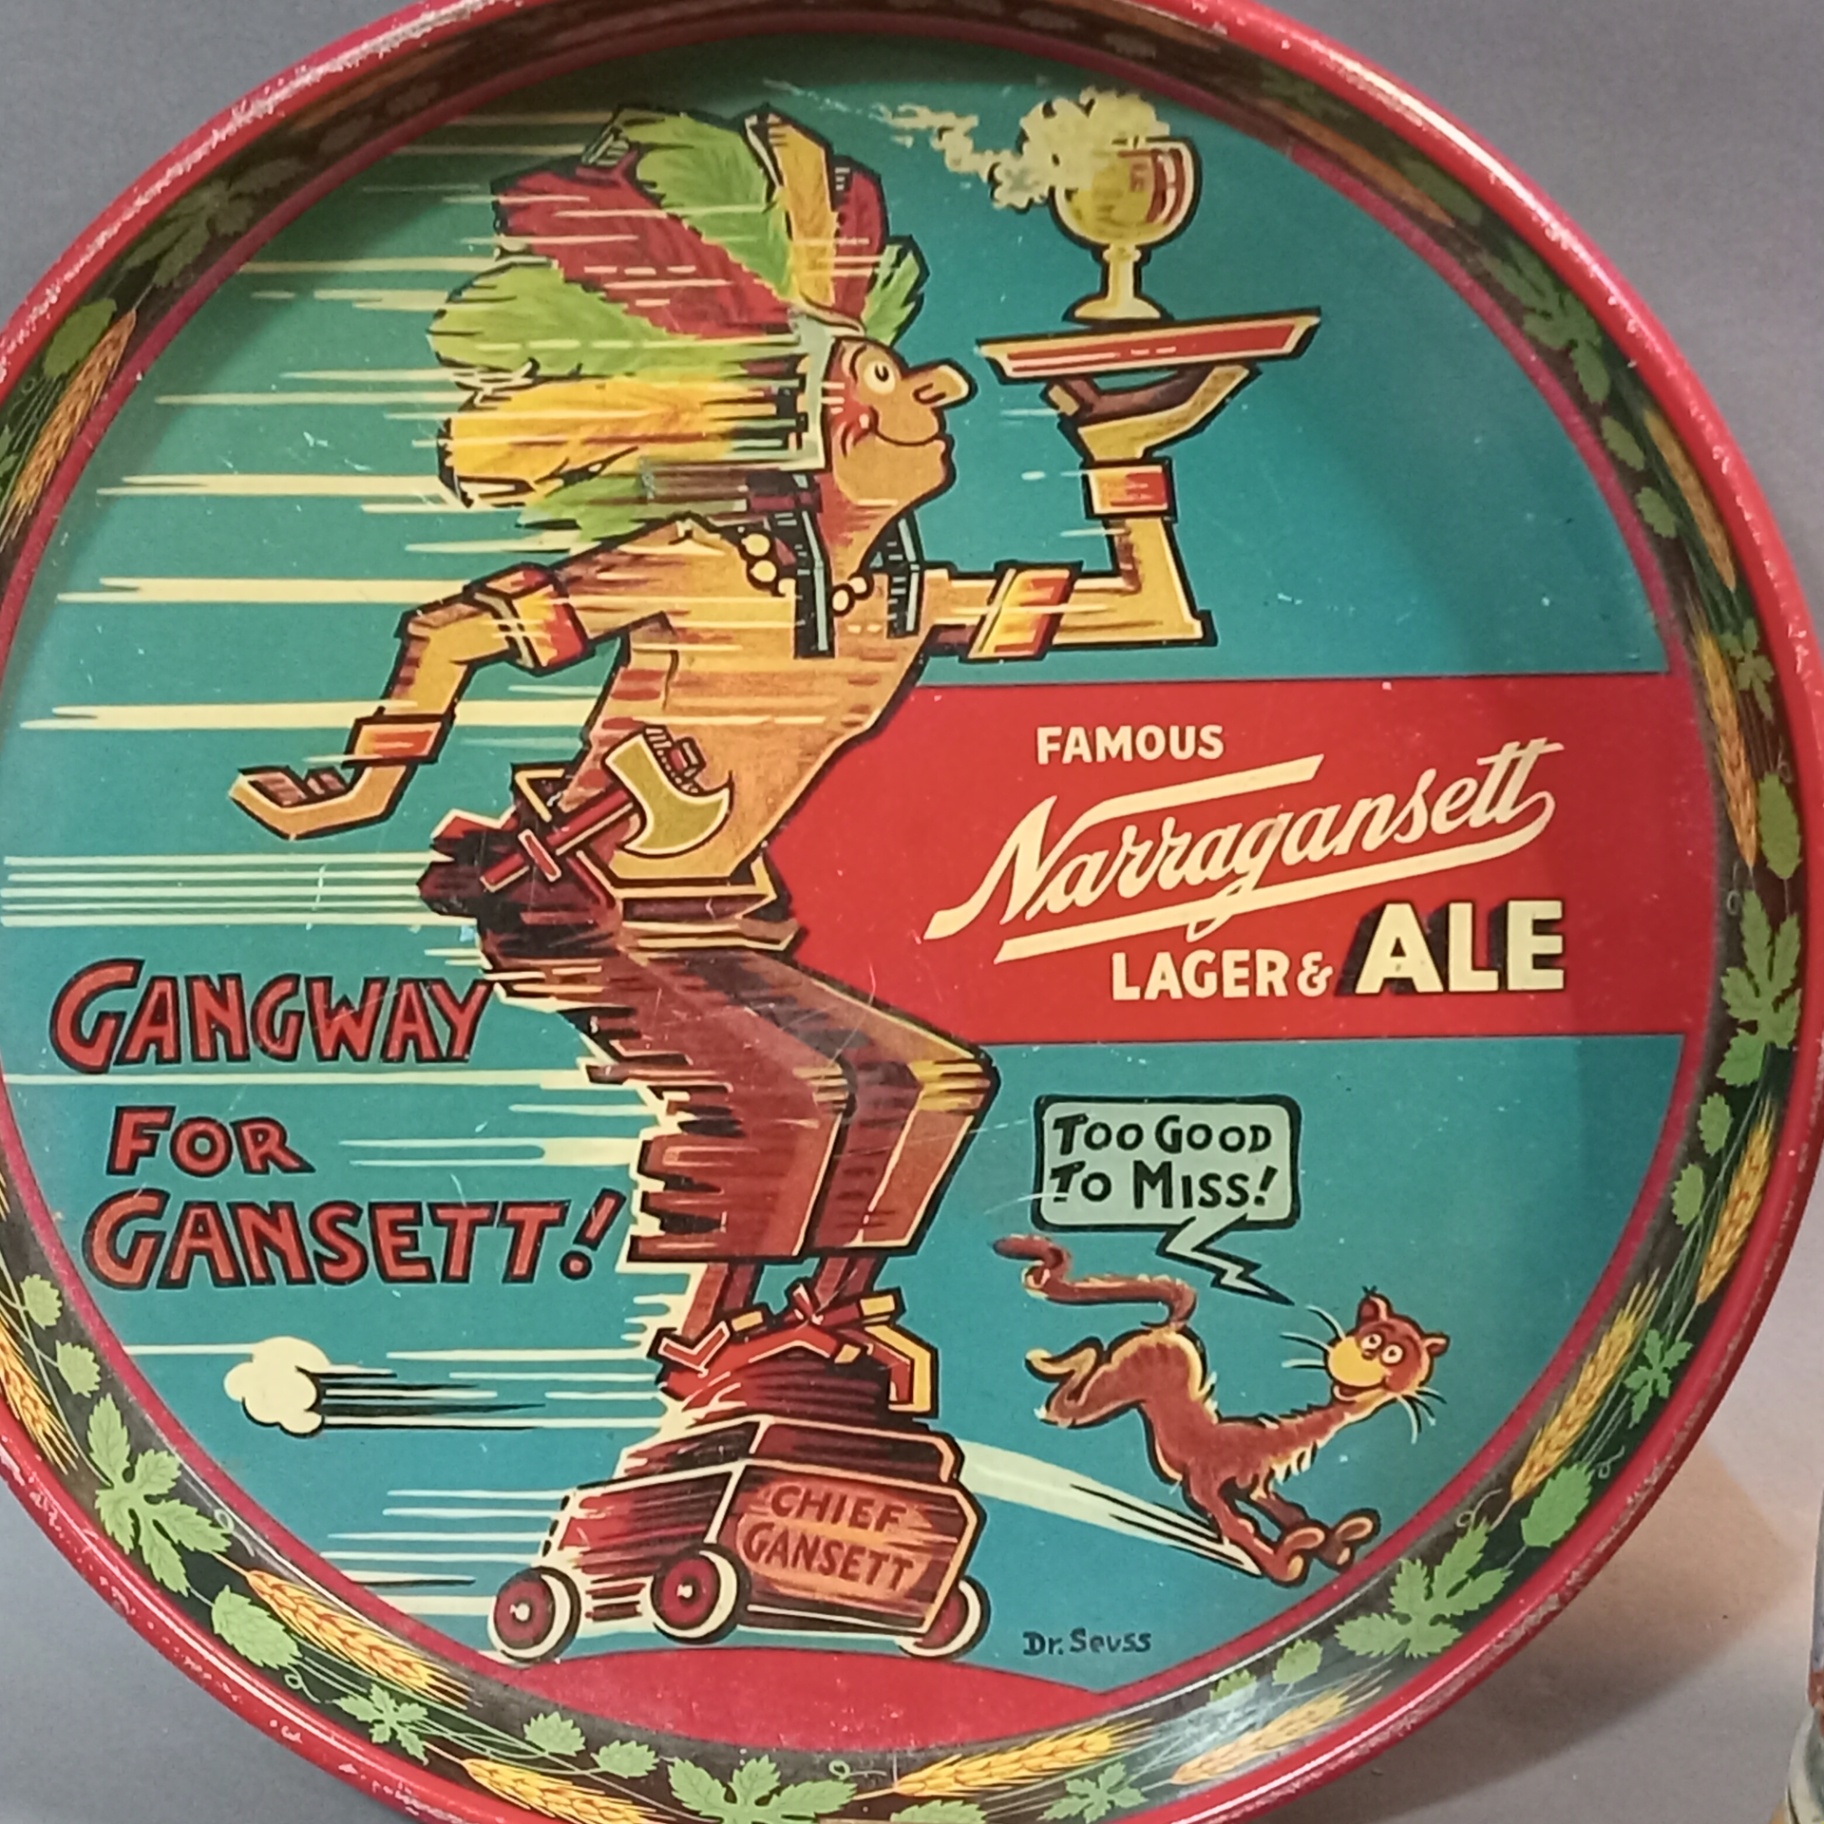 FAMOUS
Narragansett
LAGER & ALE
GANGWAY
FOR
GANSETT!
TOO GOOD
TO MISS!
CHIEF
GANSETT
Dr. Seuss